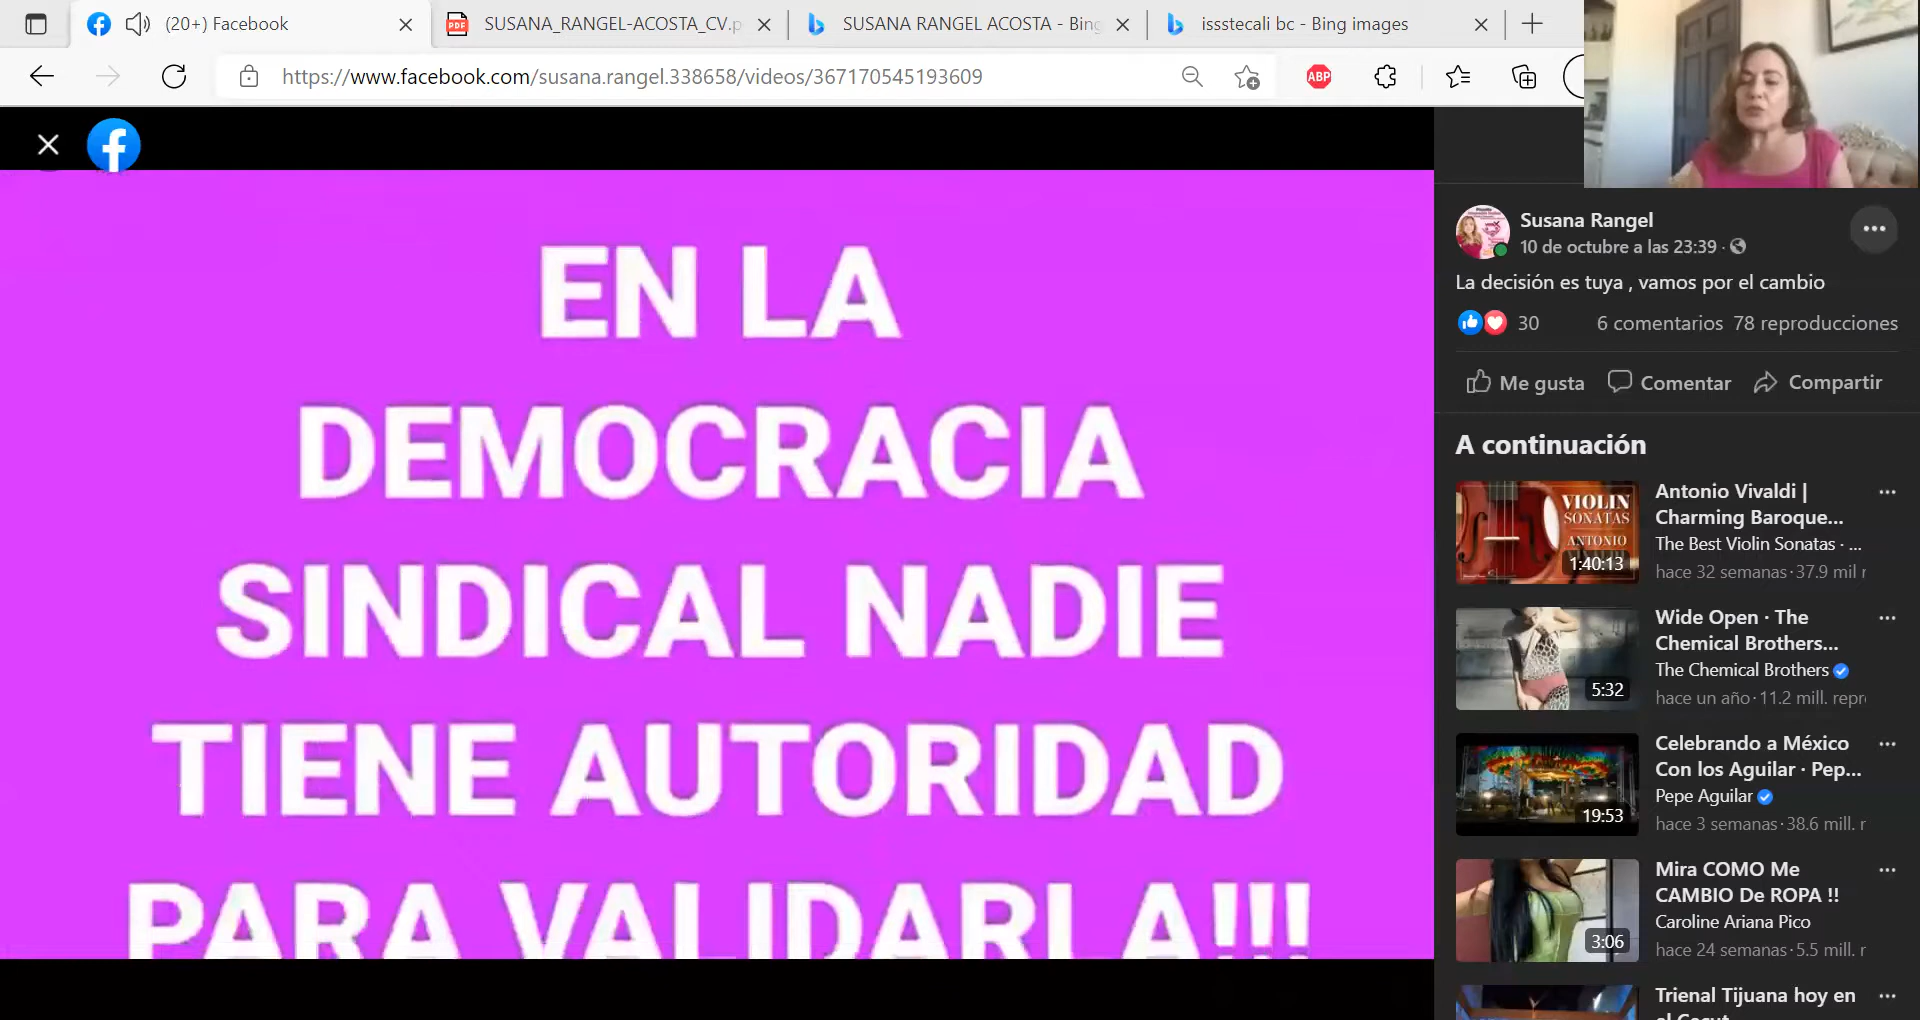 (20+) Facebook
SUSANA_RANGEL-ACOSTA_CV.p
SUSANA RANGEL ACOSTA - Bing
issstecali bc - Bing images
https://www.facebook.com/susana.rangel.338658/videos/367170545193609
ABP
EN LA
DEMOCRACIA
SINDICAL NADIE
TIENE AUTORIDAD
PARA VALIDARLA!!!
Susana Rangel
10 de octubre a las 23:39 ·
La decisión es tuya , vamos por el cambio
30
6 comentarios 78 reproducciones
Me gusta
Comentar
Compartir
A continuación
VIOLIN
SONATAS
ANTONIO
1:40:13
Antonio Vivaldi |
Charming Baroque...
The Best Violin Sonatas · ...
hace 32 semanas · 37.9 mil r
5:32
Wide Open · The
Chemical Brothers...
The Chemical Brothers
hace un año · 11.2 mill. repr
19:53
Celebrando a México
Con los Aguilar · Pep...
Pepe Aguilar
hace 3 semanas · 38.6 mill. r
3:06
Mira COMO Me
CAMBIO De ROPA !!
Caroline Ariana Pico
hace 24 semanas · 5.5 mill. r
Trienal Tijuana hoy en
el Cecut